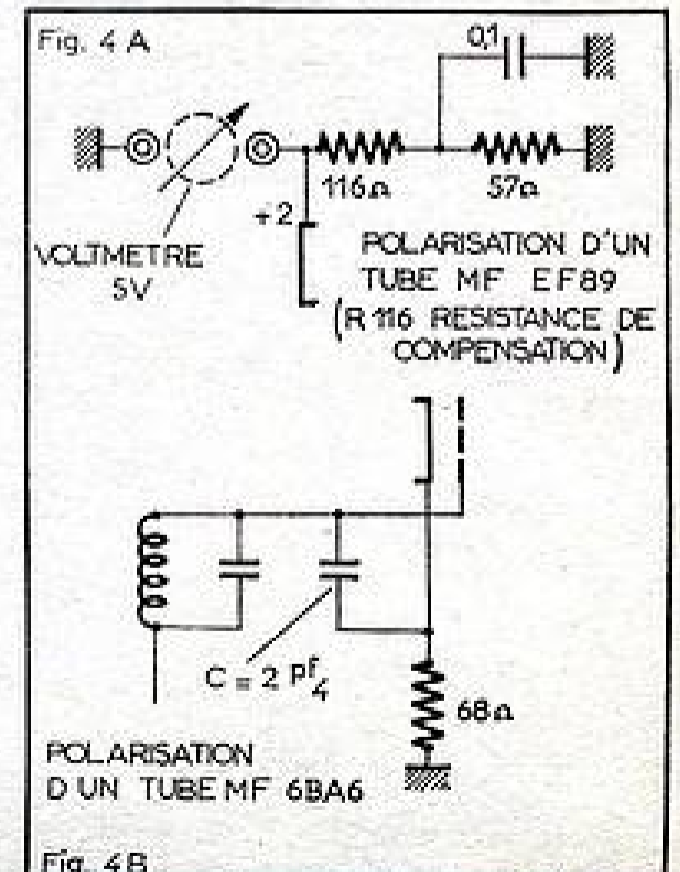 Fig. 4 A
0,1
116Ω
57Ω
+2
VOLTMETRE
5V
POLARISATION D'UN
TUBE MF EF89
(R 116 RESISTANCE DE
COMPENSATION)
C = 2 pf,4
68Ω
POLARISATION
D UN TUBE MF 6BA6
Fig. 4B